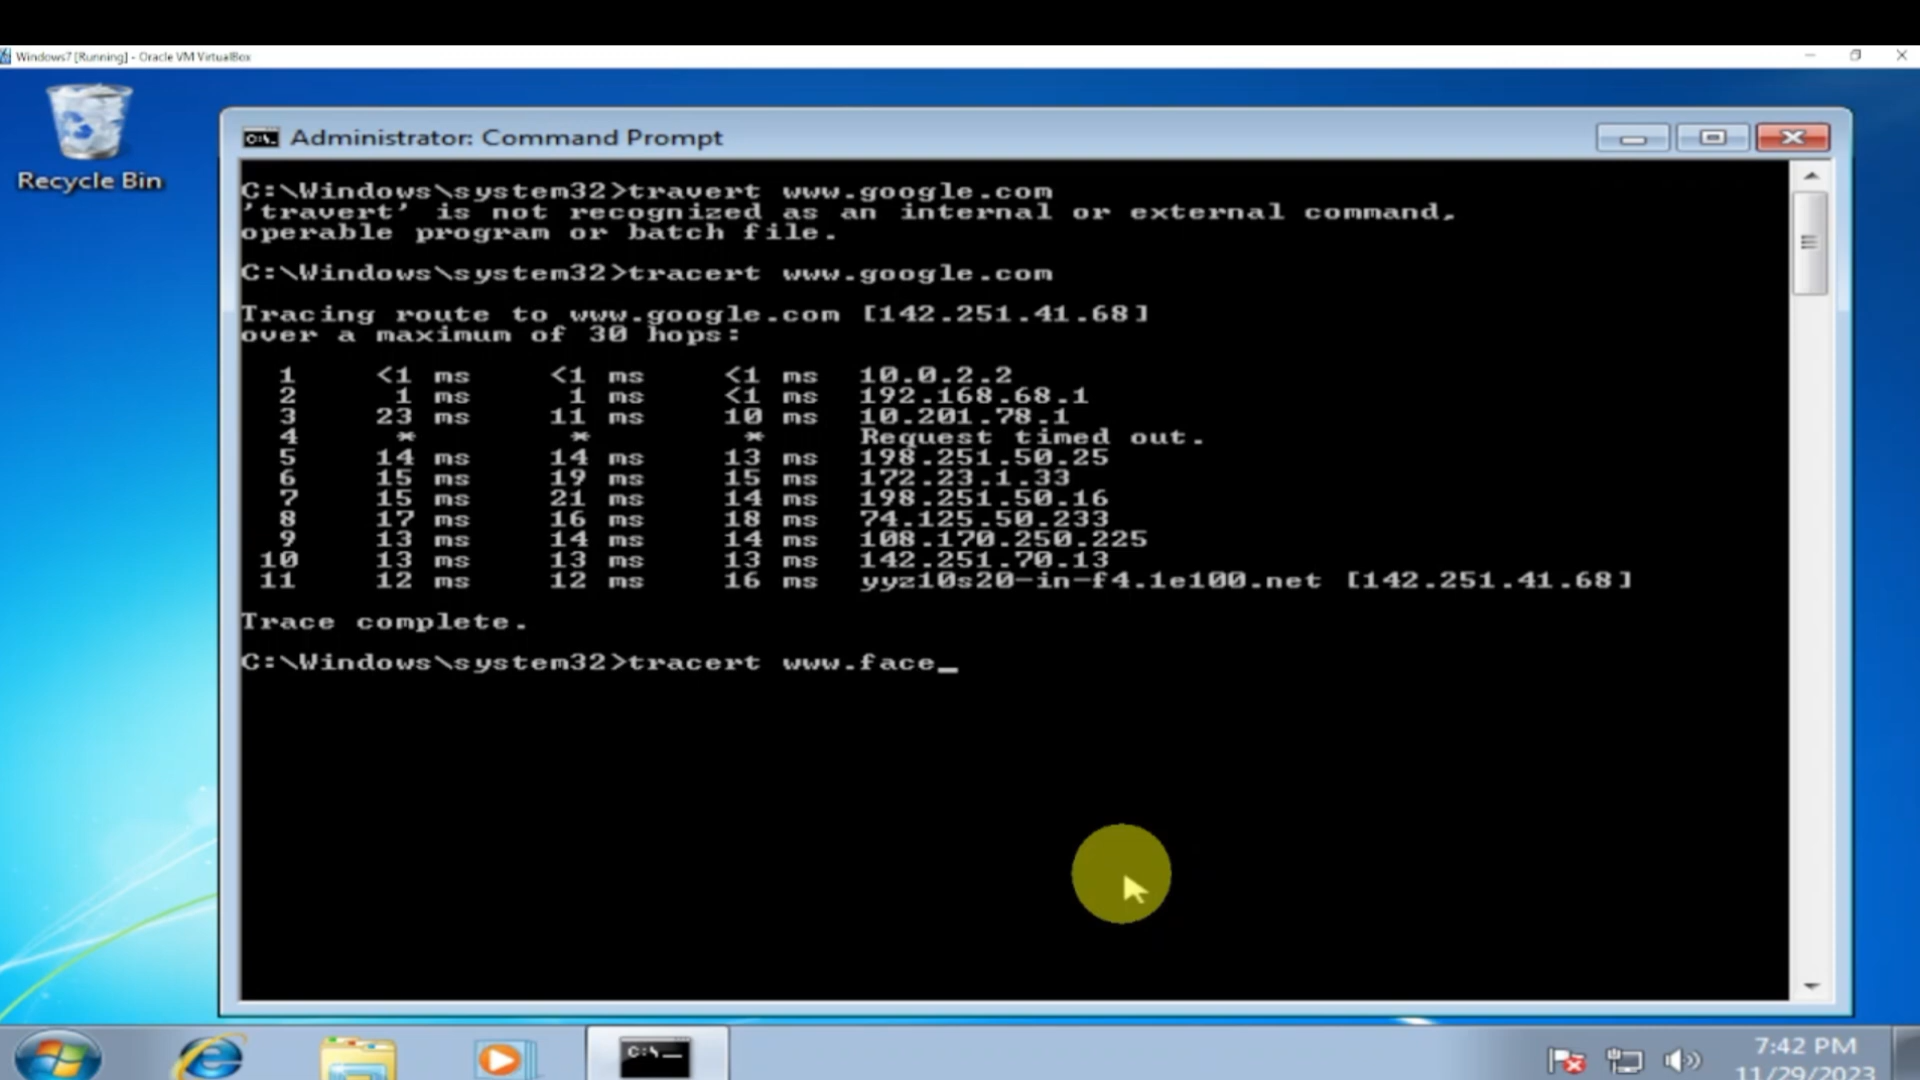 Windows7 [Running] - Oracle VM VirtualBox
Recycle Bin
Administrator: Command Prompt
C:\Windows\system32>travert www.google.com
'travert' is not recognized as an internal or external command,
operable program or batch file.
C:\Windows\system32>tracert www.google.com
Tracing route to www.google.com [142.251.41.68]
over a maximum of 30 hops:
1 <1 ms <1 ms <1 ms 10.0.2.2
2 1 ms 1 ms <1 ms 192.168.68.1
3 23 ms 11 ms 10 ms 10.201.78.1
4 * * * Request timed out.
5 14 ms 14 ms 13 ms 198.251.50.25
6 15 ms 19 ms 15 ms 172.23.1.33
7 15 ms 21 ms 14 ms 198.251.50.16
8 17 ms 16 ms 18 ms 74.125.50.233
9 13 ms 14 ms 14 ms 108.170.250.225
10 13 ms 13 ms 13 ms 142.251.70.13
11 12 ms 12 ms 16 ms yyz10s20-in-f4.1e100.net [142.251.41.68]
Trace complete.
C:\Windows\system32>tracert www.face_
7:42 PM
11/29/2023